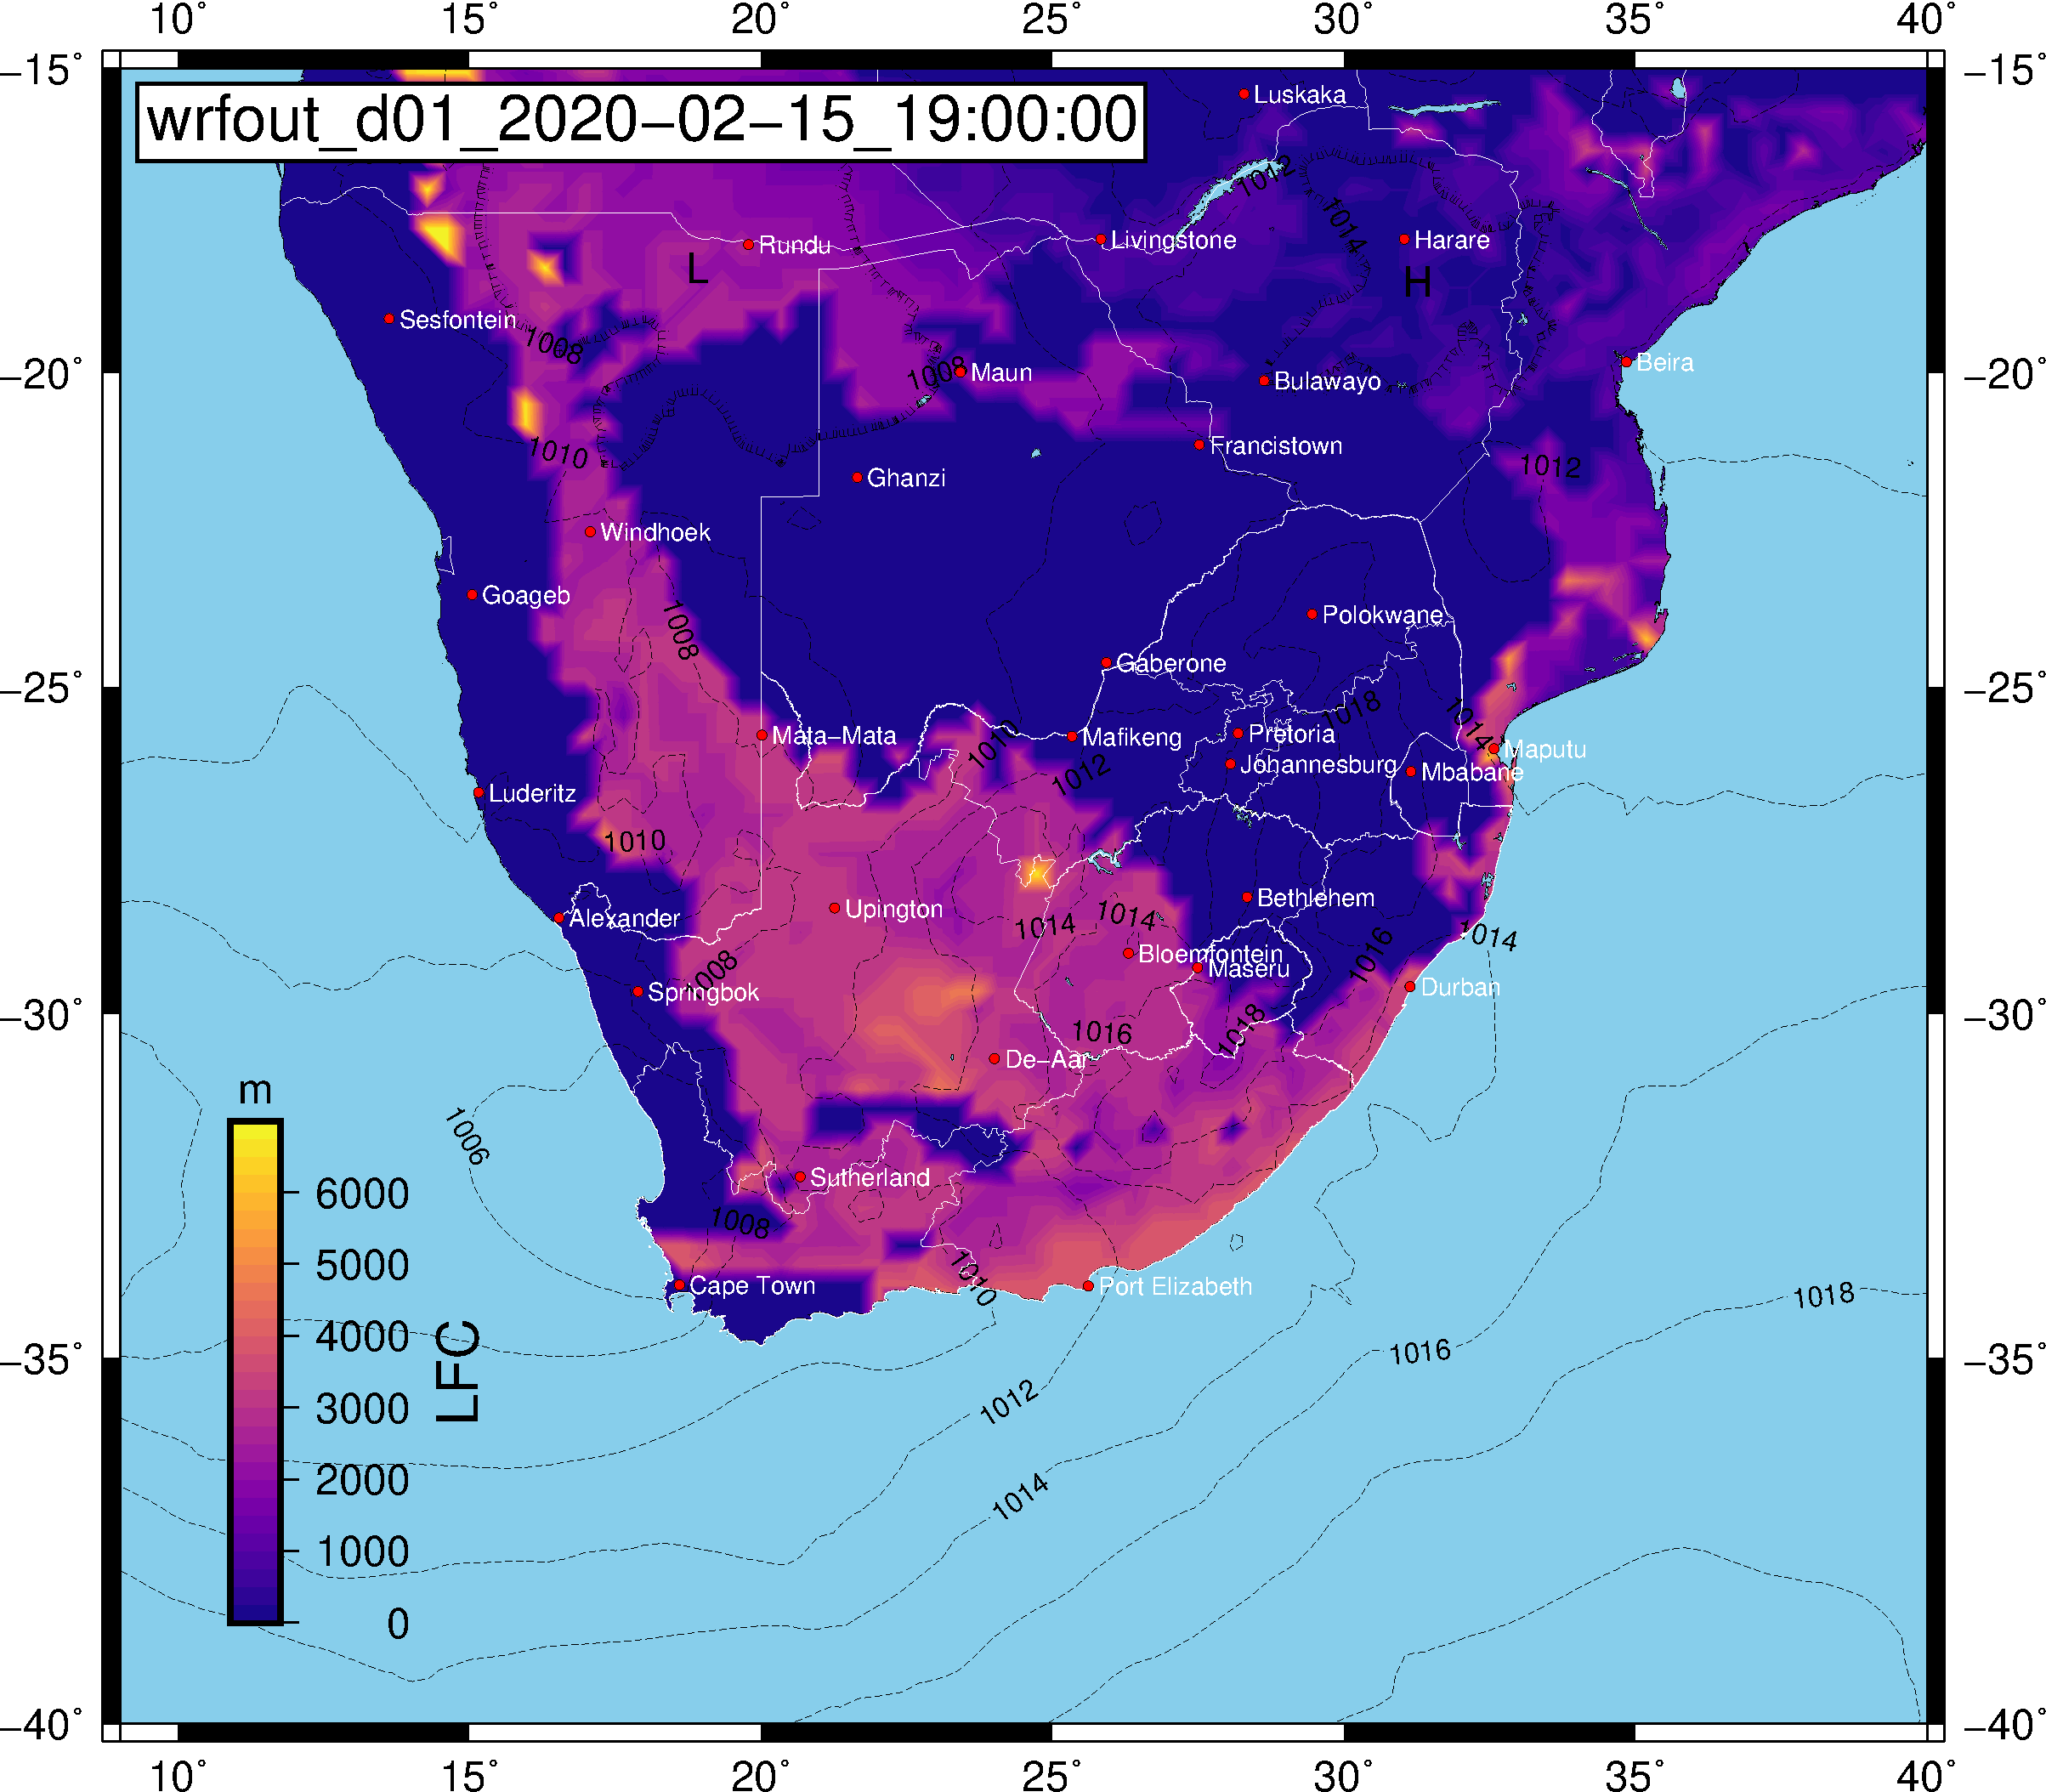 10° 15° 20° 25° 30° 35° 40°
−15° −15°
wrfout_d01_2020−02−15_19:00:00
Luskaka
1012
1014
Rundu
Livingstone
Harare
L
H
Sesfontein
1008
1008
Maun
Beira
−20° −20°
Bulawayo
1010
Francistown
1012
Ghanzi
Windhoek
Goageb
1008
Polokwane
Gaberone
−25° −25°
1018
1014
1010
Mata−Mata
Mafikeng
Pretoria
Maputu
Johannesburg
Mbabane
1012
Luderitz
1010
Bethlehem
Upington
Alexander
1014
1014
1014
Bloemfontein
Maseru
1016
1008
Springbok
Durban
−30° −30°
1016
1018
De−Aar
m
1006
Sutherland
6000
1008
5000
1010
Cape Town
Port Elizabeth
1018
4000
LFC
1016
−35° −35°
3000
1012
2000
1014
1000
0
−40° −40°
10° 15° 20° 25° 30° 35° 40°